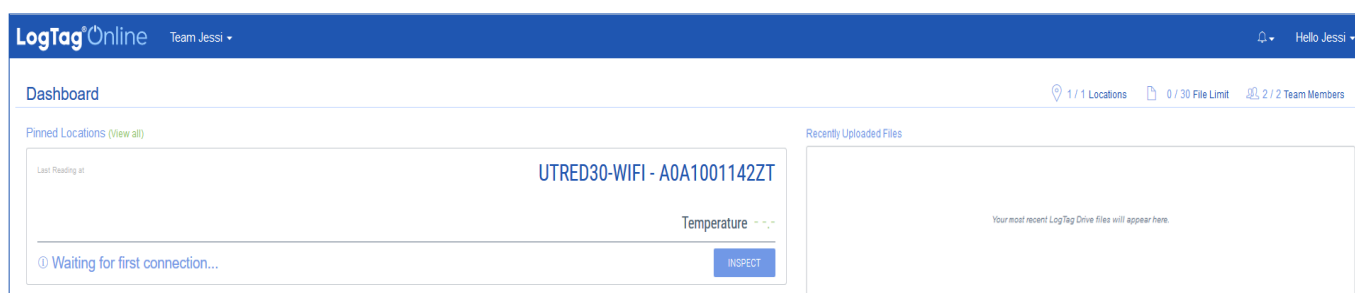 LogTag® Online Team Jessi Hello Jessi
Dashboard 1 / 1 Locations 0 / 30 File Limit 2 / 2 Team Members
Pinned Locations (View all) Recently Uploaded Files
Last Reading at UTRED30-WIFI - A0A1001142ZT
Your most recent LogTag Drive files will appear here.
Temperature --.-
Waiting for first connection... INSPECT